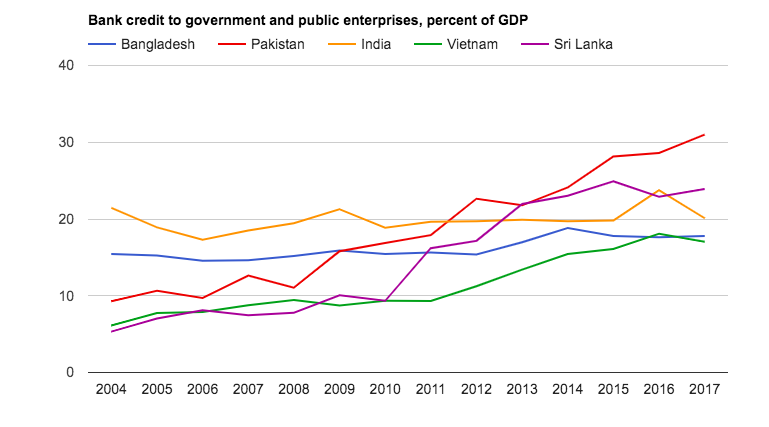 Bank credit to government and public enterprises, percent of GDP
Bangladesh Pakistan India Vietnam Sri Lanka
40
30
20
10
0
2004 2005 2006 2007 2008 2009 2010 2011 2012 2013 2014 2015 2016 2017